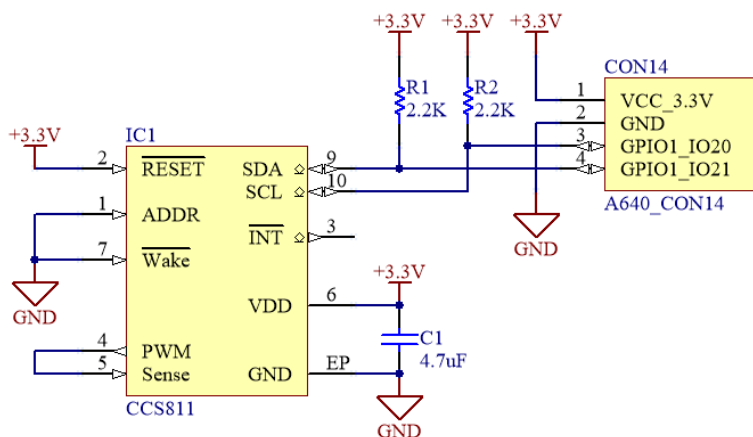 +3.3V +3.3V +3.3V
CON14
R1 R2
2.2K 2.2K
1 VCC_3.3V
2 GND
3 GPIO1_IO20
4 GPIO1_IO21
A640_CON14
GND
+3.3V
IC1
2 RESET SDA 9
SCL 10
1 ADDR
INT 3
7 Wake
GND
+3.3V
VDD 6
C1
4.7uF
4 PWM
5 Sense GND EP
CCS811
GND